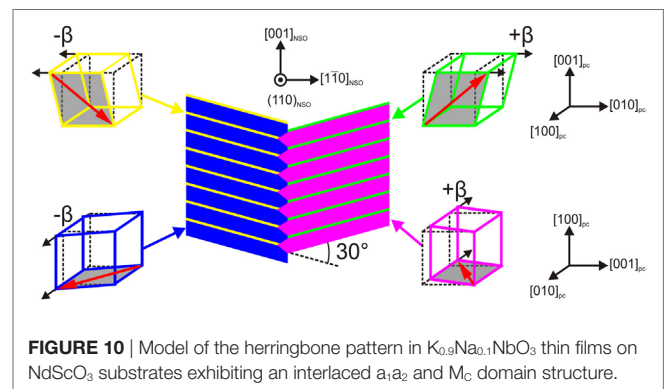 -β
[001]NSO
[11̄0]NSO
(110)NSO
+β
[001]pc
[010]pc
[100]pc
-β
30°
+β
[100]pc
[001]pc
[010]pc
FIGURE 10 | Model of the herringbone pattern in K0.9Na0.1NbO3 thin films on
NdScO3 substrates exhibiting an interlaced a1a2 and MC domain structure.